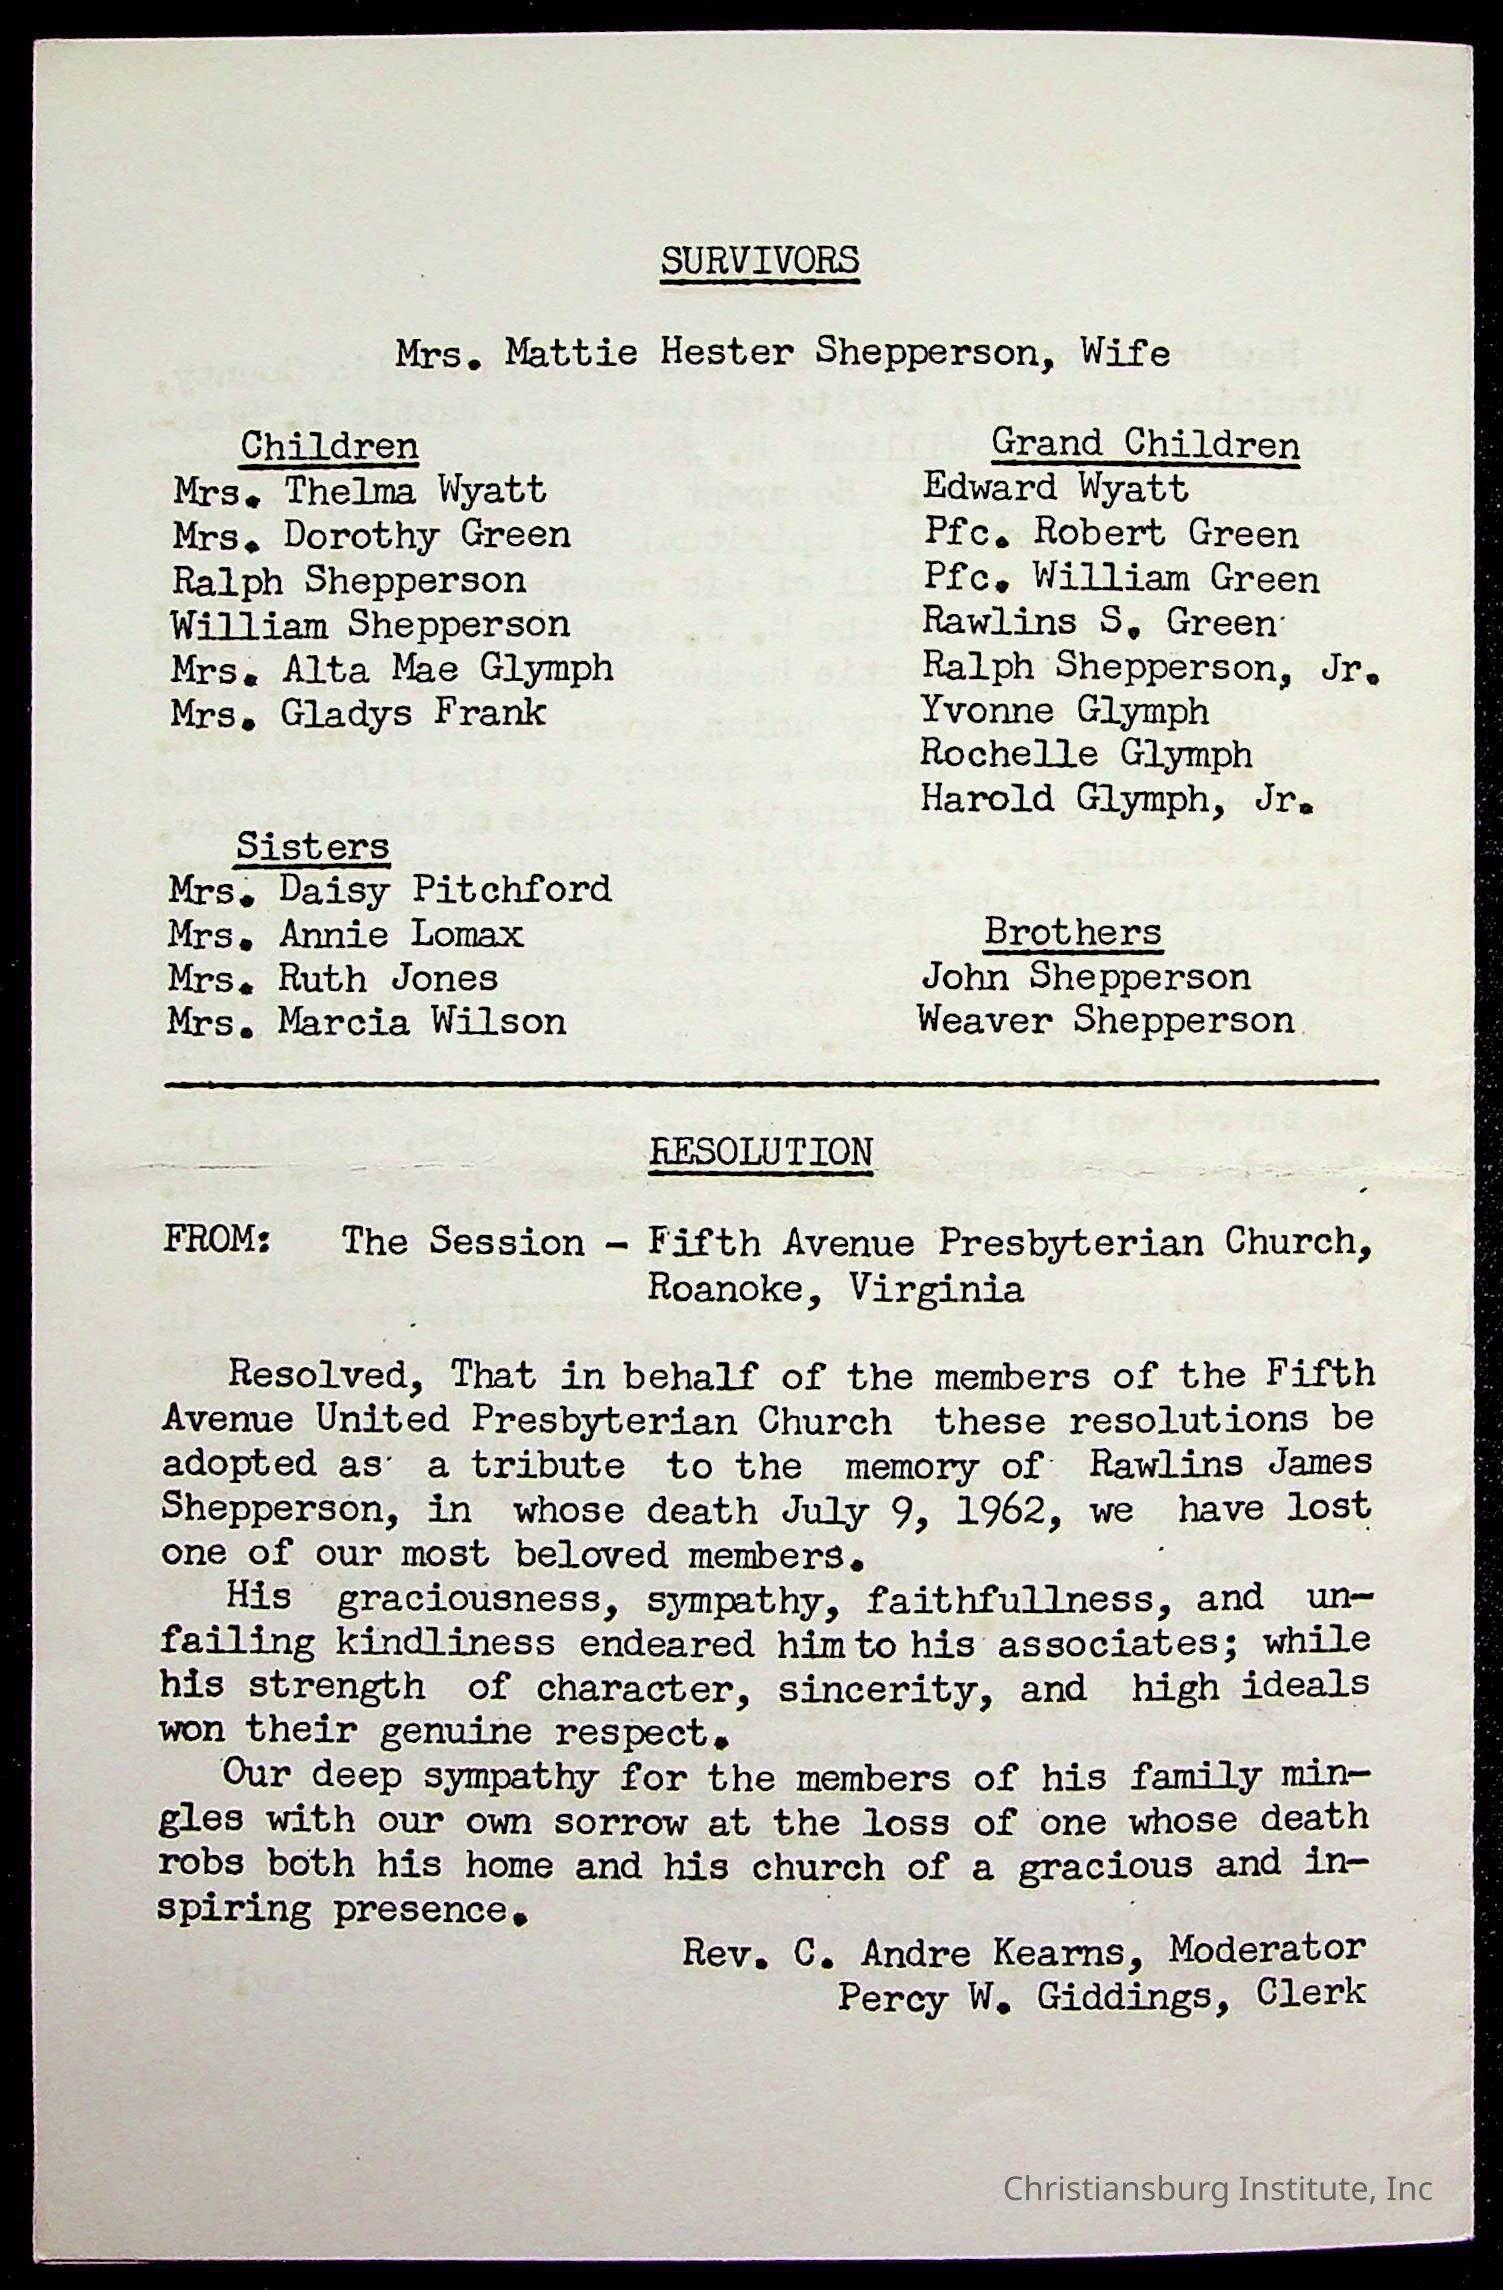 SURVIVORS
Mrs. Mattie Hester Shepperson, Wife
Children
Mrs. Thelma Wyatt
Mrs. Dorothy Green
Ralph Shepperson
William Shepperson
Mrs. Alta Mae Glymph
Mrs. Gladys Frank
Grand Children
Edward Wyatt
Pfc. Robert Green
Pfc. William Green
Rawlins S. Green
Ralph Shepperson, Jr.
Yvonne Glymph
Rochelle Glymph
Harold Glymph, Jr.
Sisters
Mrs. Daisy Pitchford
Mrs. Annie Lomax
Mrs. Ruth Jones
Mrs. Marcia Wilson
Brothers
John Shepperson
Weaver Shepperson
RESOLUTION
FROM: The Session - Fifth Avenue Presbyterian Church,
Roanoke, Virginia
Resolved, That in behalf of the members of the Fifth
Avenue United Presbyterian Church these resolutions be
adopted as a tribute to the memory of Rawlins James
Shepperson, in whose death July 9, 1962, we have lost
one of our most beloved members.
His graciousness, sympathy, faithfullness, and un-
failing kindliness endeared him to his associates; while
his strength of character, sincerity, and high ideals
won their genuine respect.
Our deep sympathy for the members of his family min-
gles with our own sorrow at the loss of one whose death
robs both his home and his church of a gracious and in-
spiring presence.
Rev. C. Andre Kearns, Moderator
Percy W. Giddings, Clerk
Christiansburg Institute, Inc